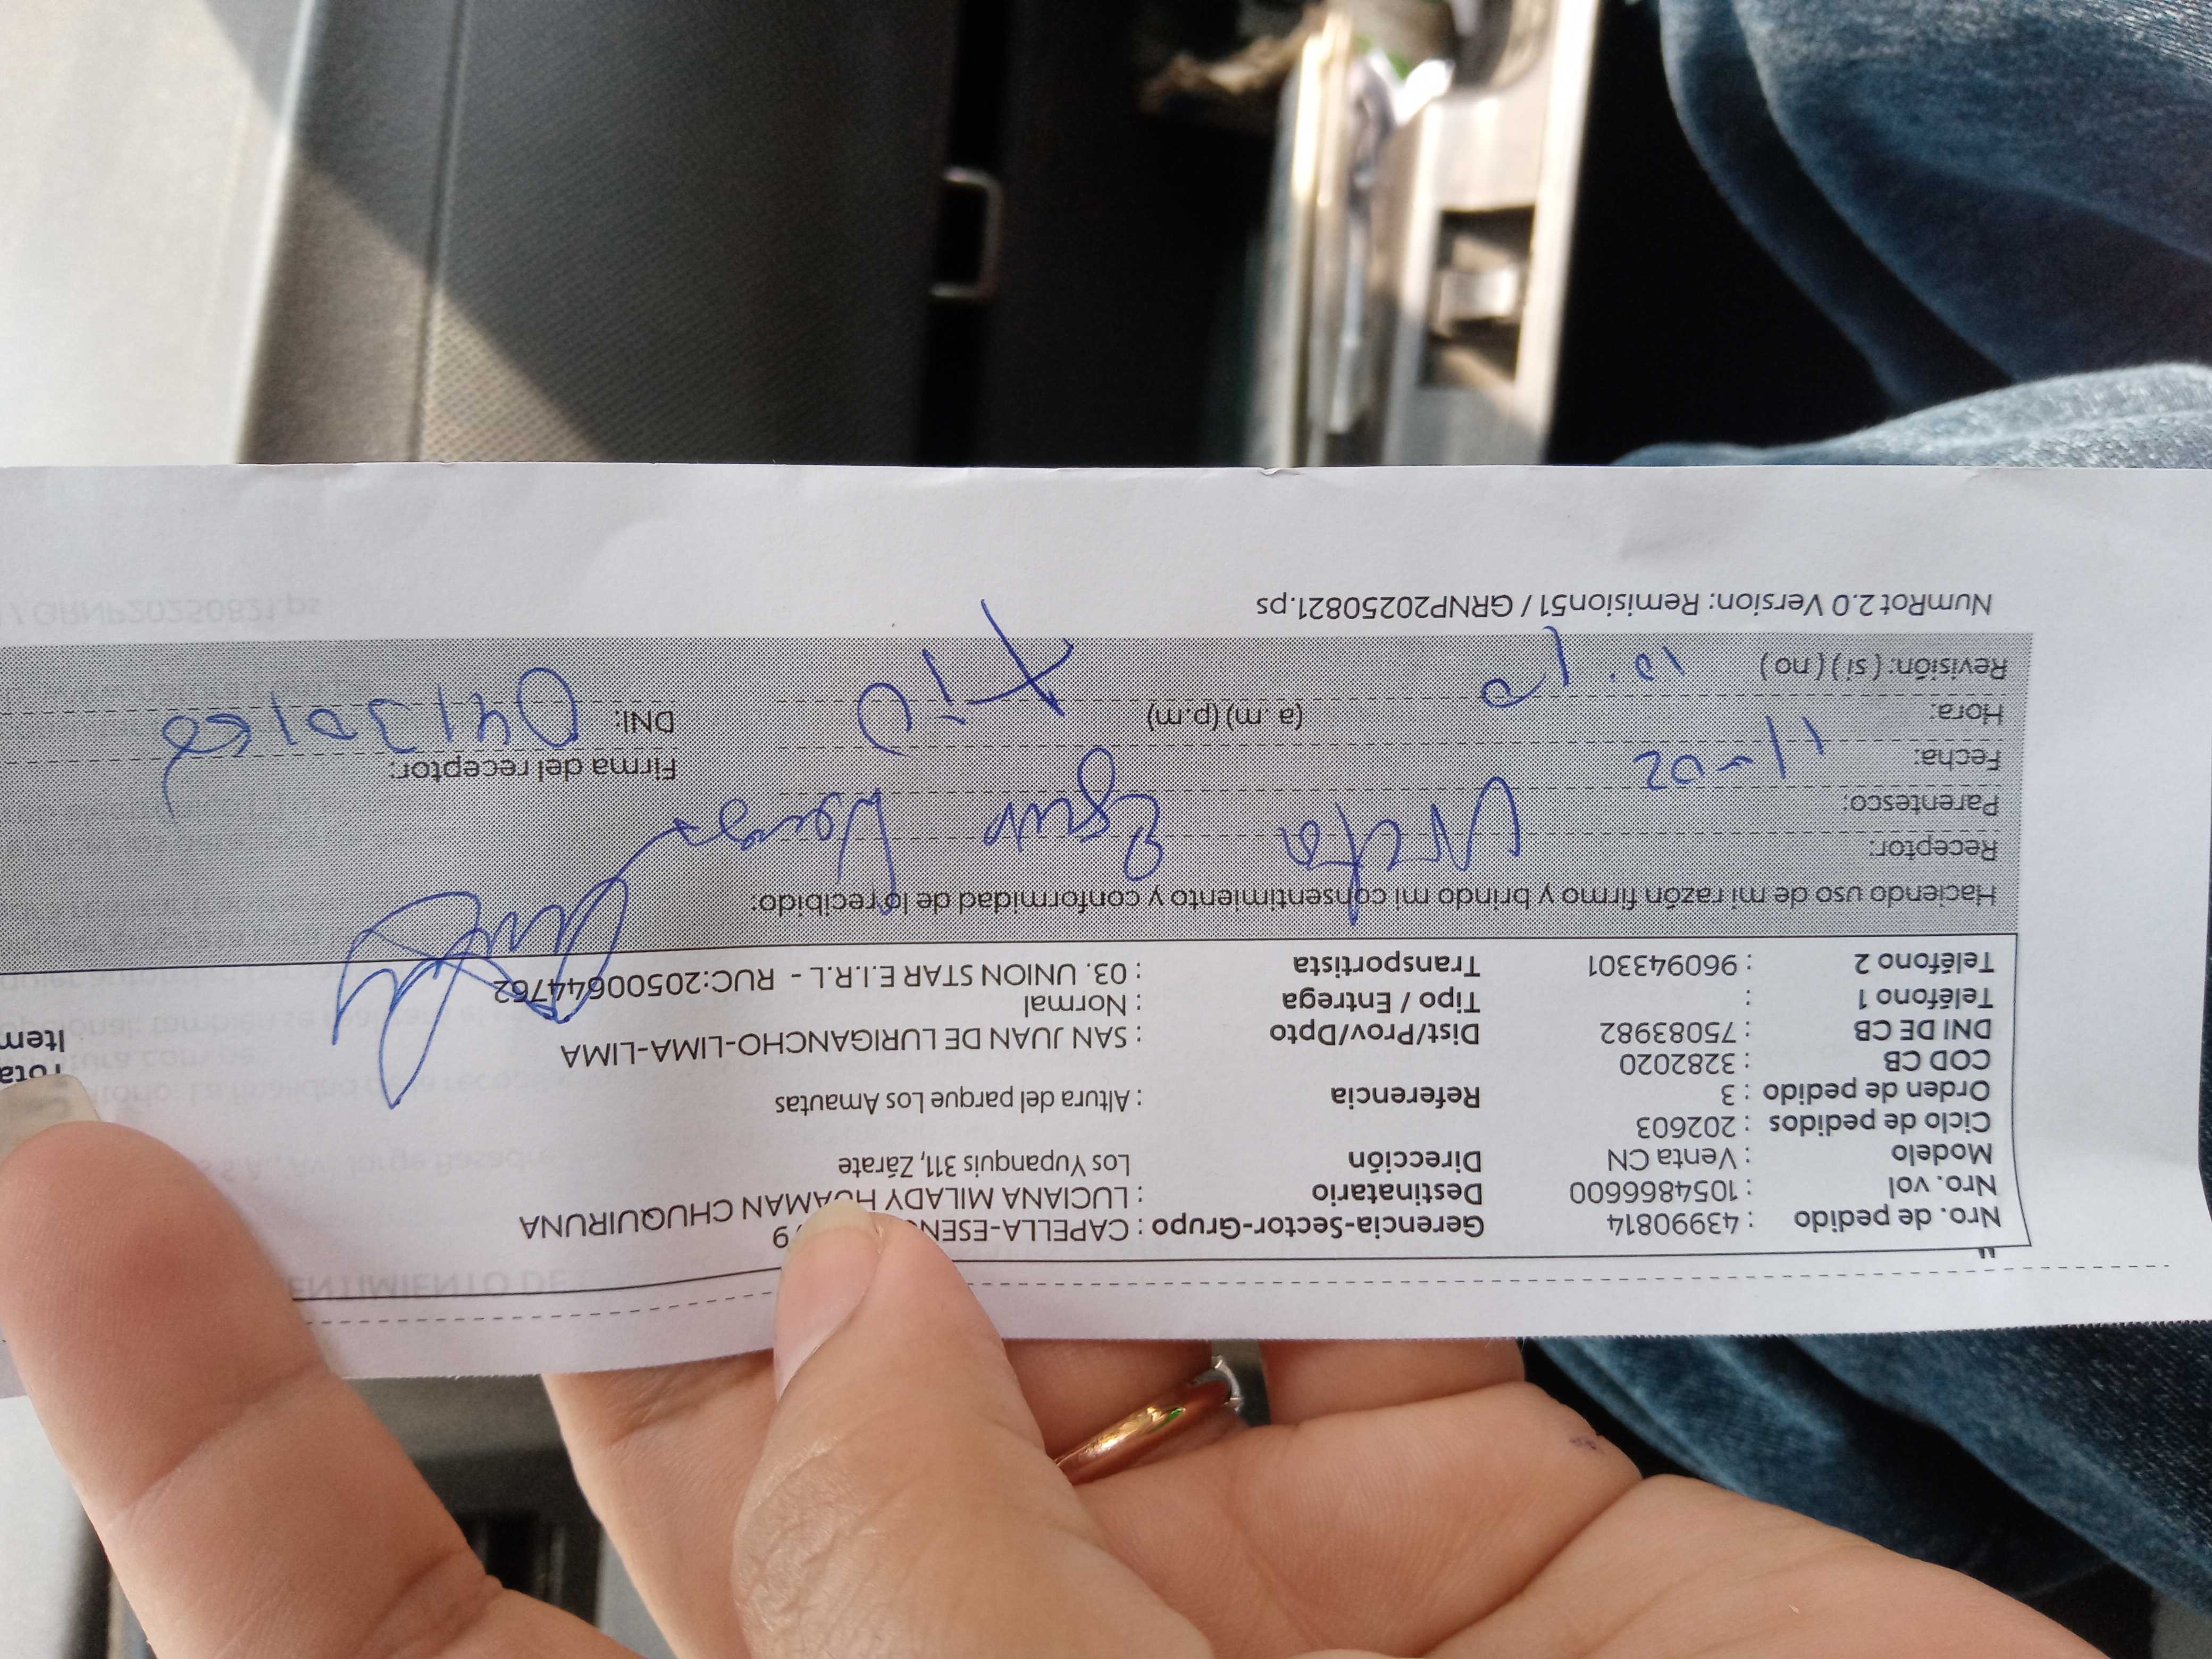 Nro. de pedido : 43990814 Gerencia-Sector-Grupo : CAPELLA-ESEN 9
Nro. vol : 1054866600 Destinatario : LUCIANA MILADY HUAMAN CHUQUIRUNA
Modelo : Venta CN Dirección Los Yupanquis 311, Zárate
Ciclo de pedidos : 202603
Orden de pedido : 3 Referencia : Altura del parque Los Amautas
COD CB : 3282020
DNI DE CB : 75083982 Dist/Prov/Dpto : SAN JUAN DE LURIGANCHO-LIMA-LIMA
Teléfono 1 : Tipo / Entrega : Normal
Teléfono 2 : 960943301 Transportista : 03. UNION STAR E.I.R.L - RUC:20500644762
Item
Haciendo uso de mi razón firmo y brindo mi consentimiento y conformidad de lo recibido:
Receptor:
Parentesco:
Fecha: 11-02 Firma del receptor:
Hora: (a .m) (p.m) Tio DNI:
Revisión: ( si ) ( no )
NumRot 2.0 Version: Remision51 / GRNP20250821.ps